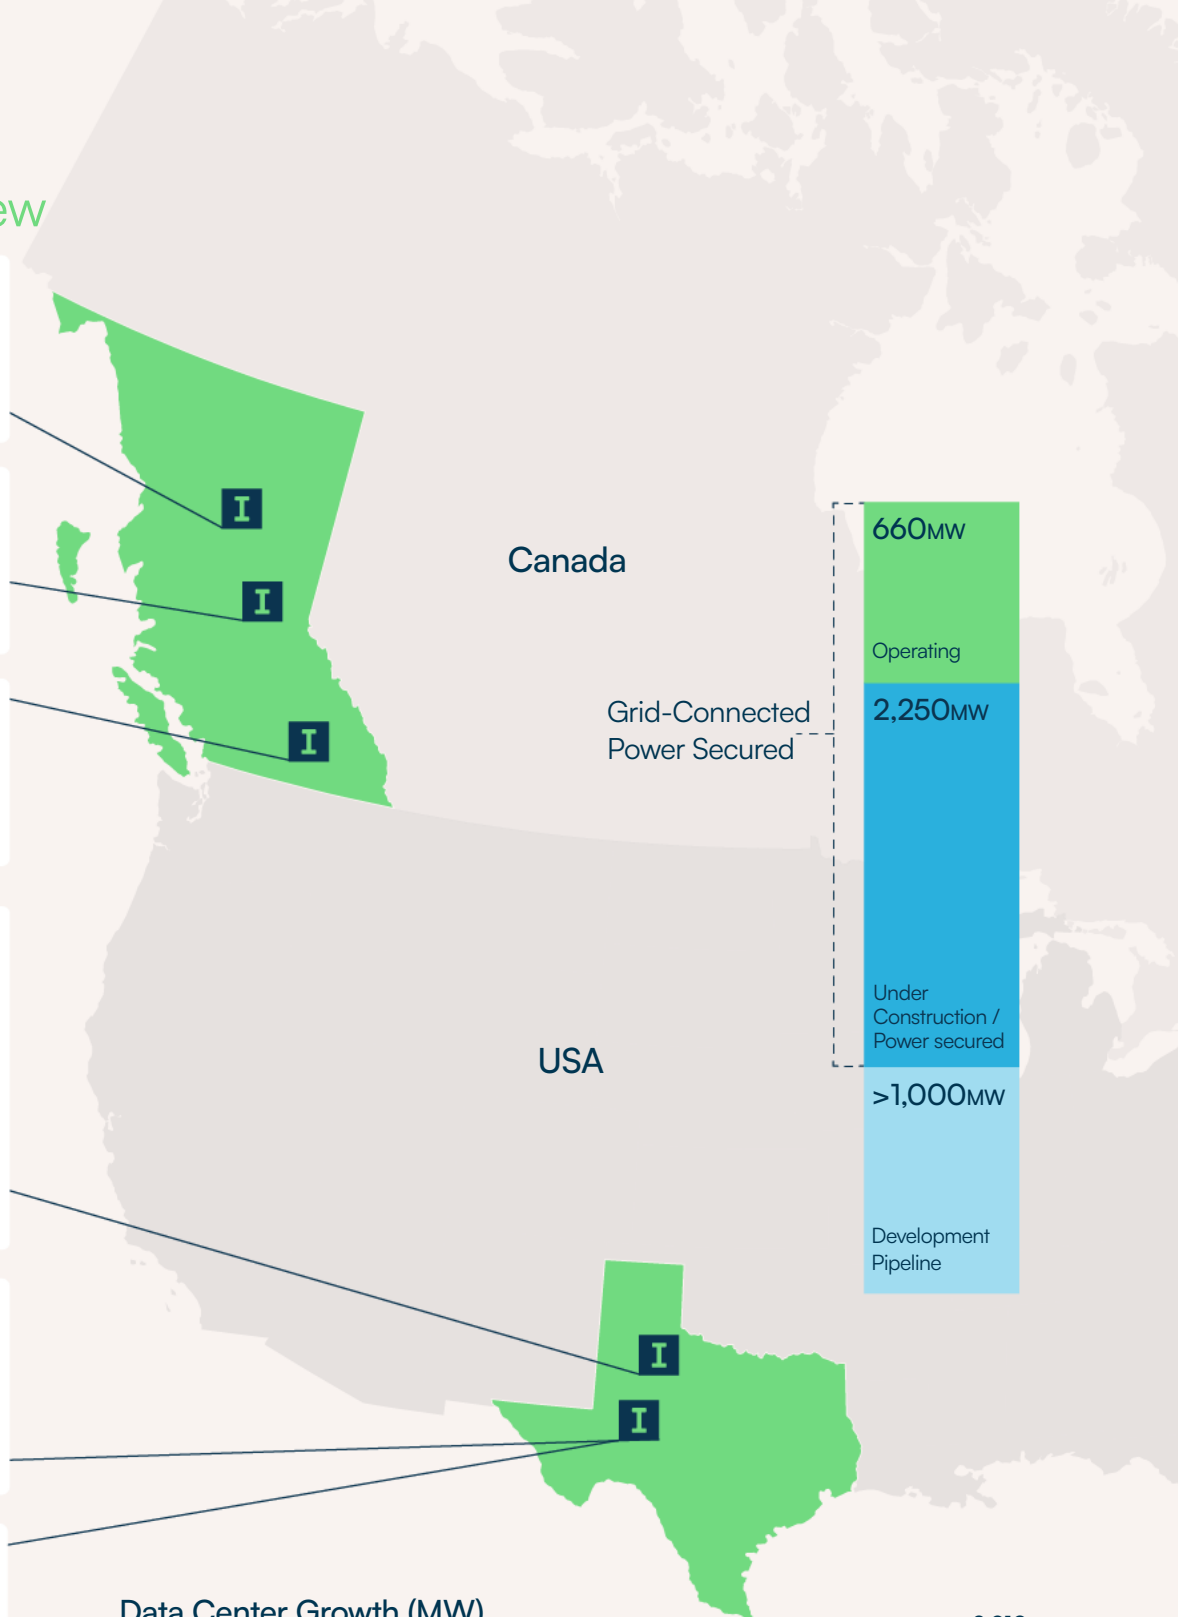 ew
I
I
Canada
660MW
Operating
Grid-Connected
Power Secured
2,250MW
I
Under
Construction /
Power secured
USA
>1,000MW
Development
Pipeline
I
I
Data Center Growth (MW)